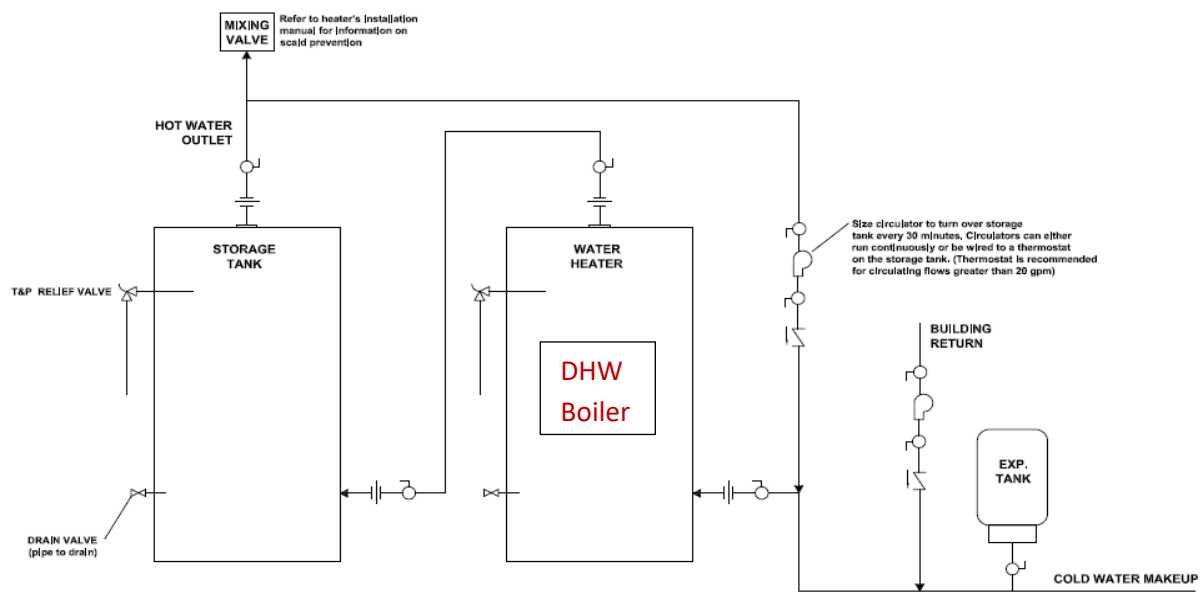 MIXING
VALVE
Refer to heater's installation
manual for information on
scald prevention
HOT WATER
OUTLET
STORAGE
TANK
WATER
HEATER
Size circulator to turn over storage
tank every 30 minutes, Circulators can either
run continuously or be wired to a thermostat
on the storage tank. (Thermostat is recommended
for circulating flows greater than 20 gpm)
T&P RELIEF VALVE
BUILDING
RETURN
DHW
Boiler
EXP.
TANK
DRAIN VALVE
(pipe to drain)
COLD WATER MAKEUP